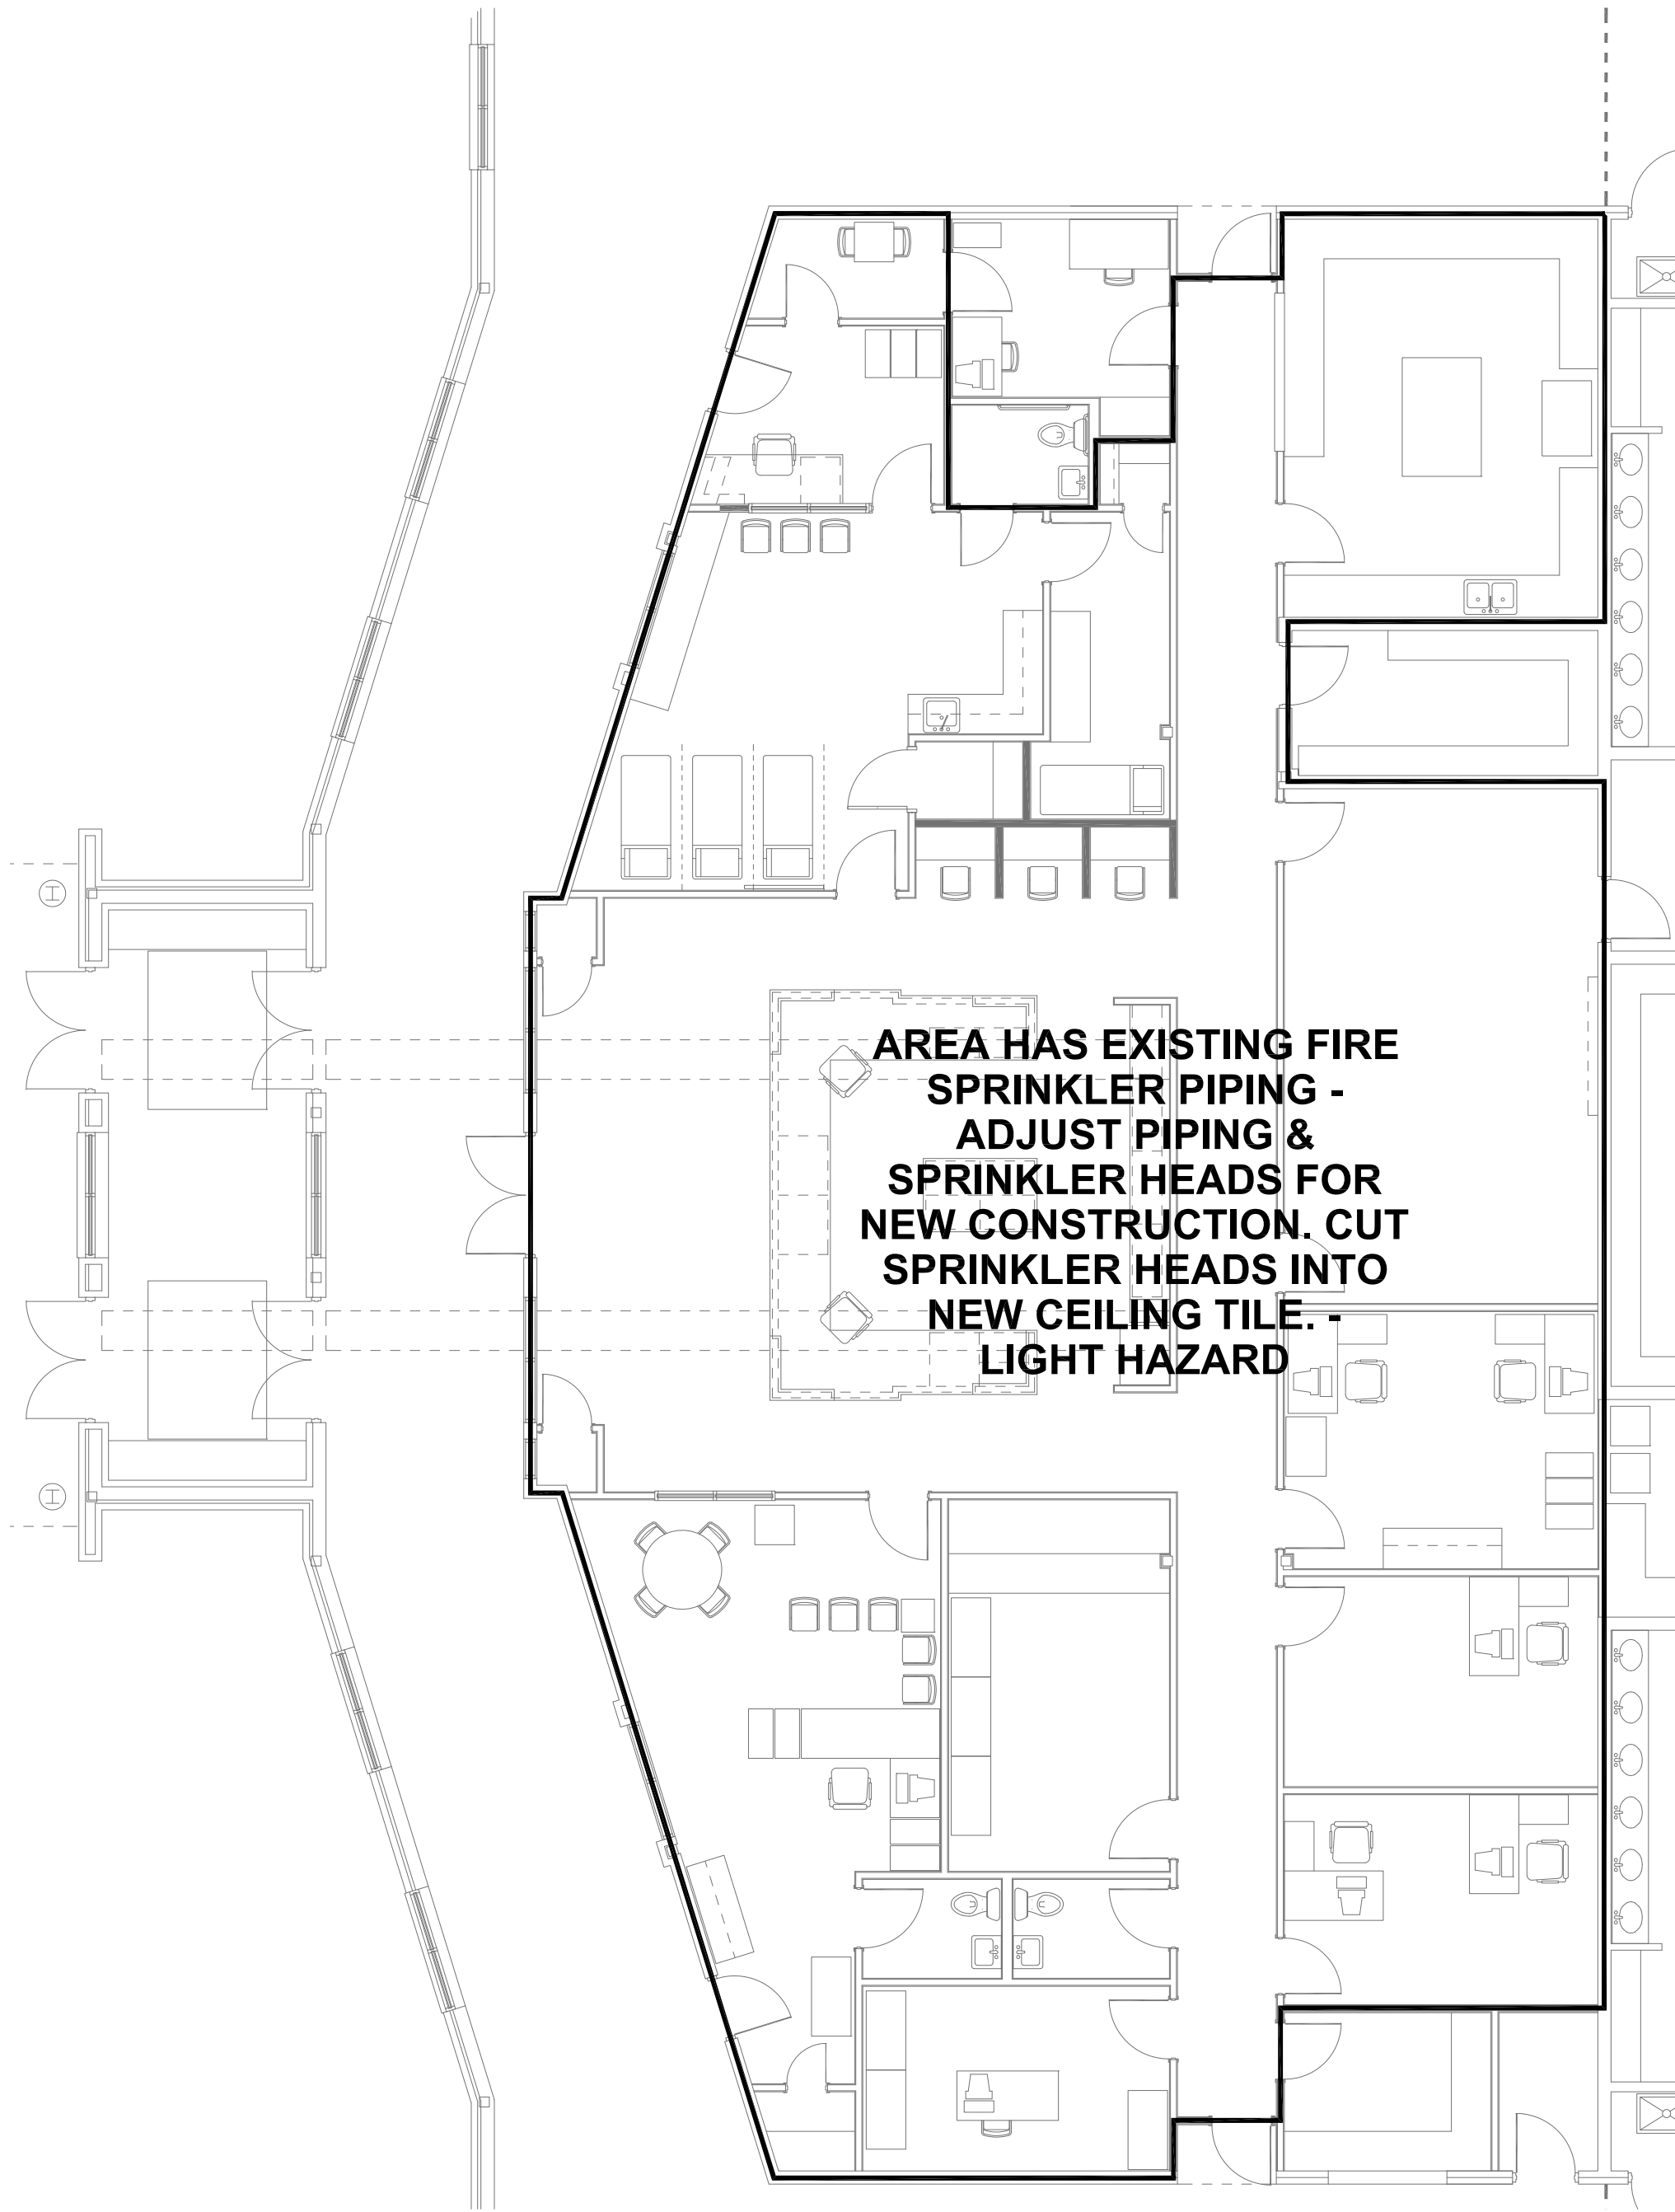 AREA HAS EXISTING FIRE
SPRINKLER PIPING -
ADJUST PIPING &
SPRINKLER HEADS FOR
NEW CONSTRUCTION. CUT
SPRINKLER HEADS INTO
NEW CEILING TILE. -
LIGHT HAZARD
H
H